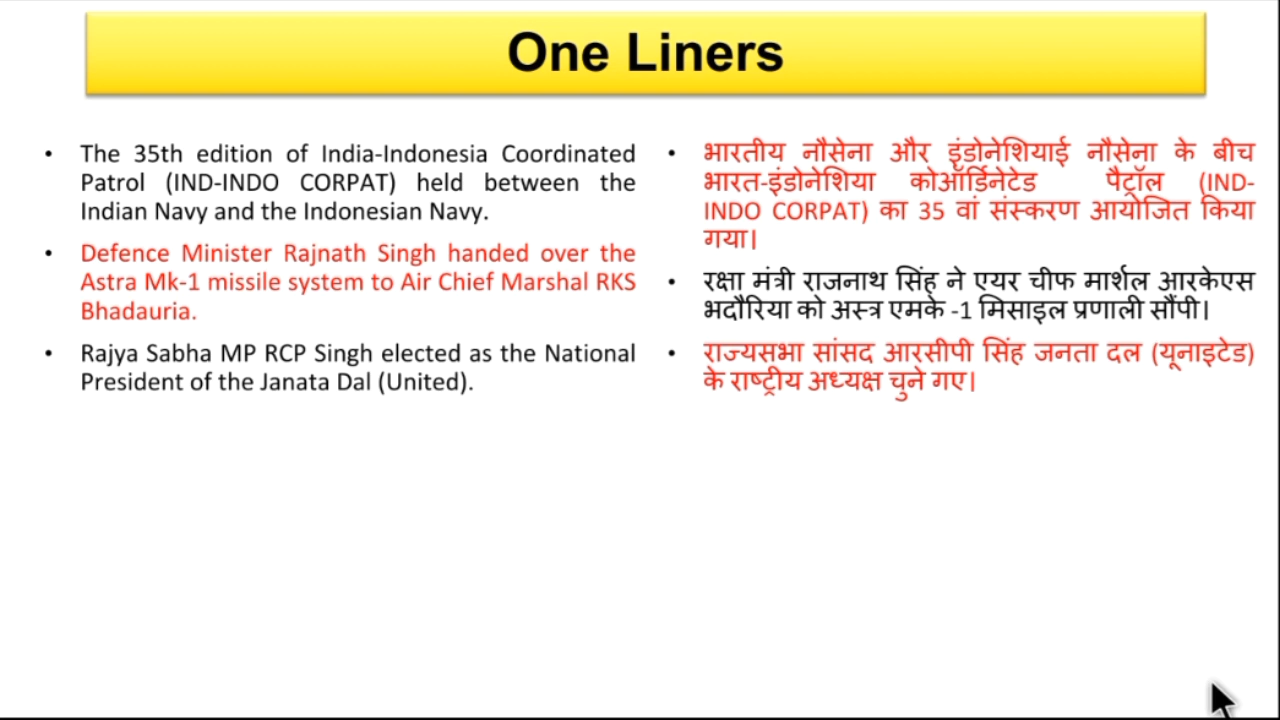 One Liners
• The 35th edition of India-Indonesia Coordinated
Patrol (IND-INDO CORPAT) held between the
Indian Navy and the Indonesian Navy.
• Defence Minister Rajnath Singh handed over the
Astra Mk-1 missile system to Air Chief Marshal RKS
Bhadauria.
• Rajya Sabha MP RCP Singh elected as the National
President of the Janata Dal (United).
• भारतीय नौसेना और इंडोनेशियाई नौसेना के बीच
भारत-इंडोनेशिया कोऑर्डिनेटेड पैट्रॉल (IND-
INDO CORPAT) का 35 वां संस्करण आयोजित किया
गया।
• रक्षा मंत्री राजनाथ सिंह ने एयर चीफ मार्शल आरकेएस
भदौरिया को अस्त्र एमके -1 मिसाइल प्रणाली सौंपी।
• राज्यसभा सांसद आरसीपी सिंह जनता दल (यूनाइटेड)
के राष्ट्रीय अध्यक्ष चुने गए।